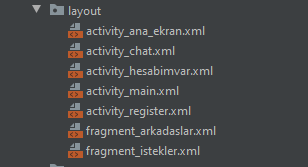 layout
activity_ana_ekran.xml
activity_chat.xml
activity_hesabimvar.xml
activity_main.xml
activity_register.xml
fragment_arkadaslar.xml
fragment_istekler.xml